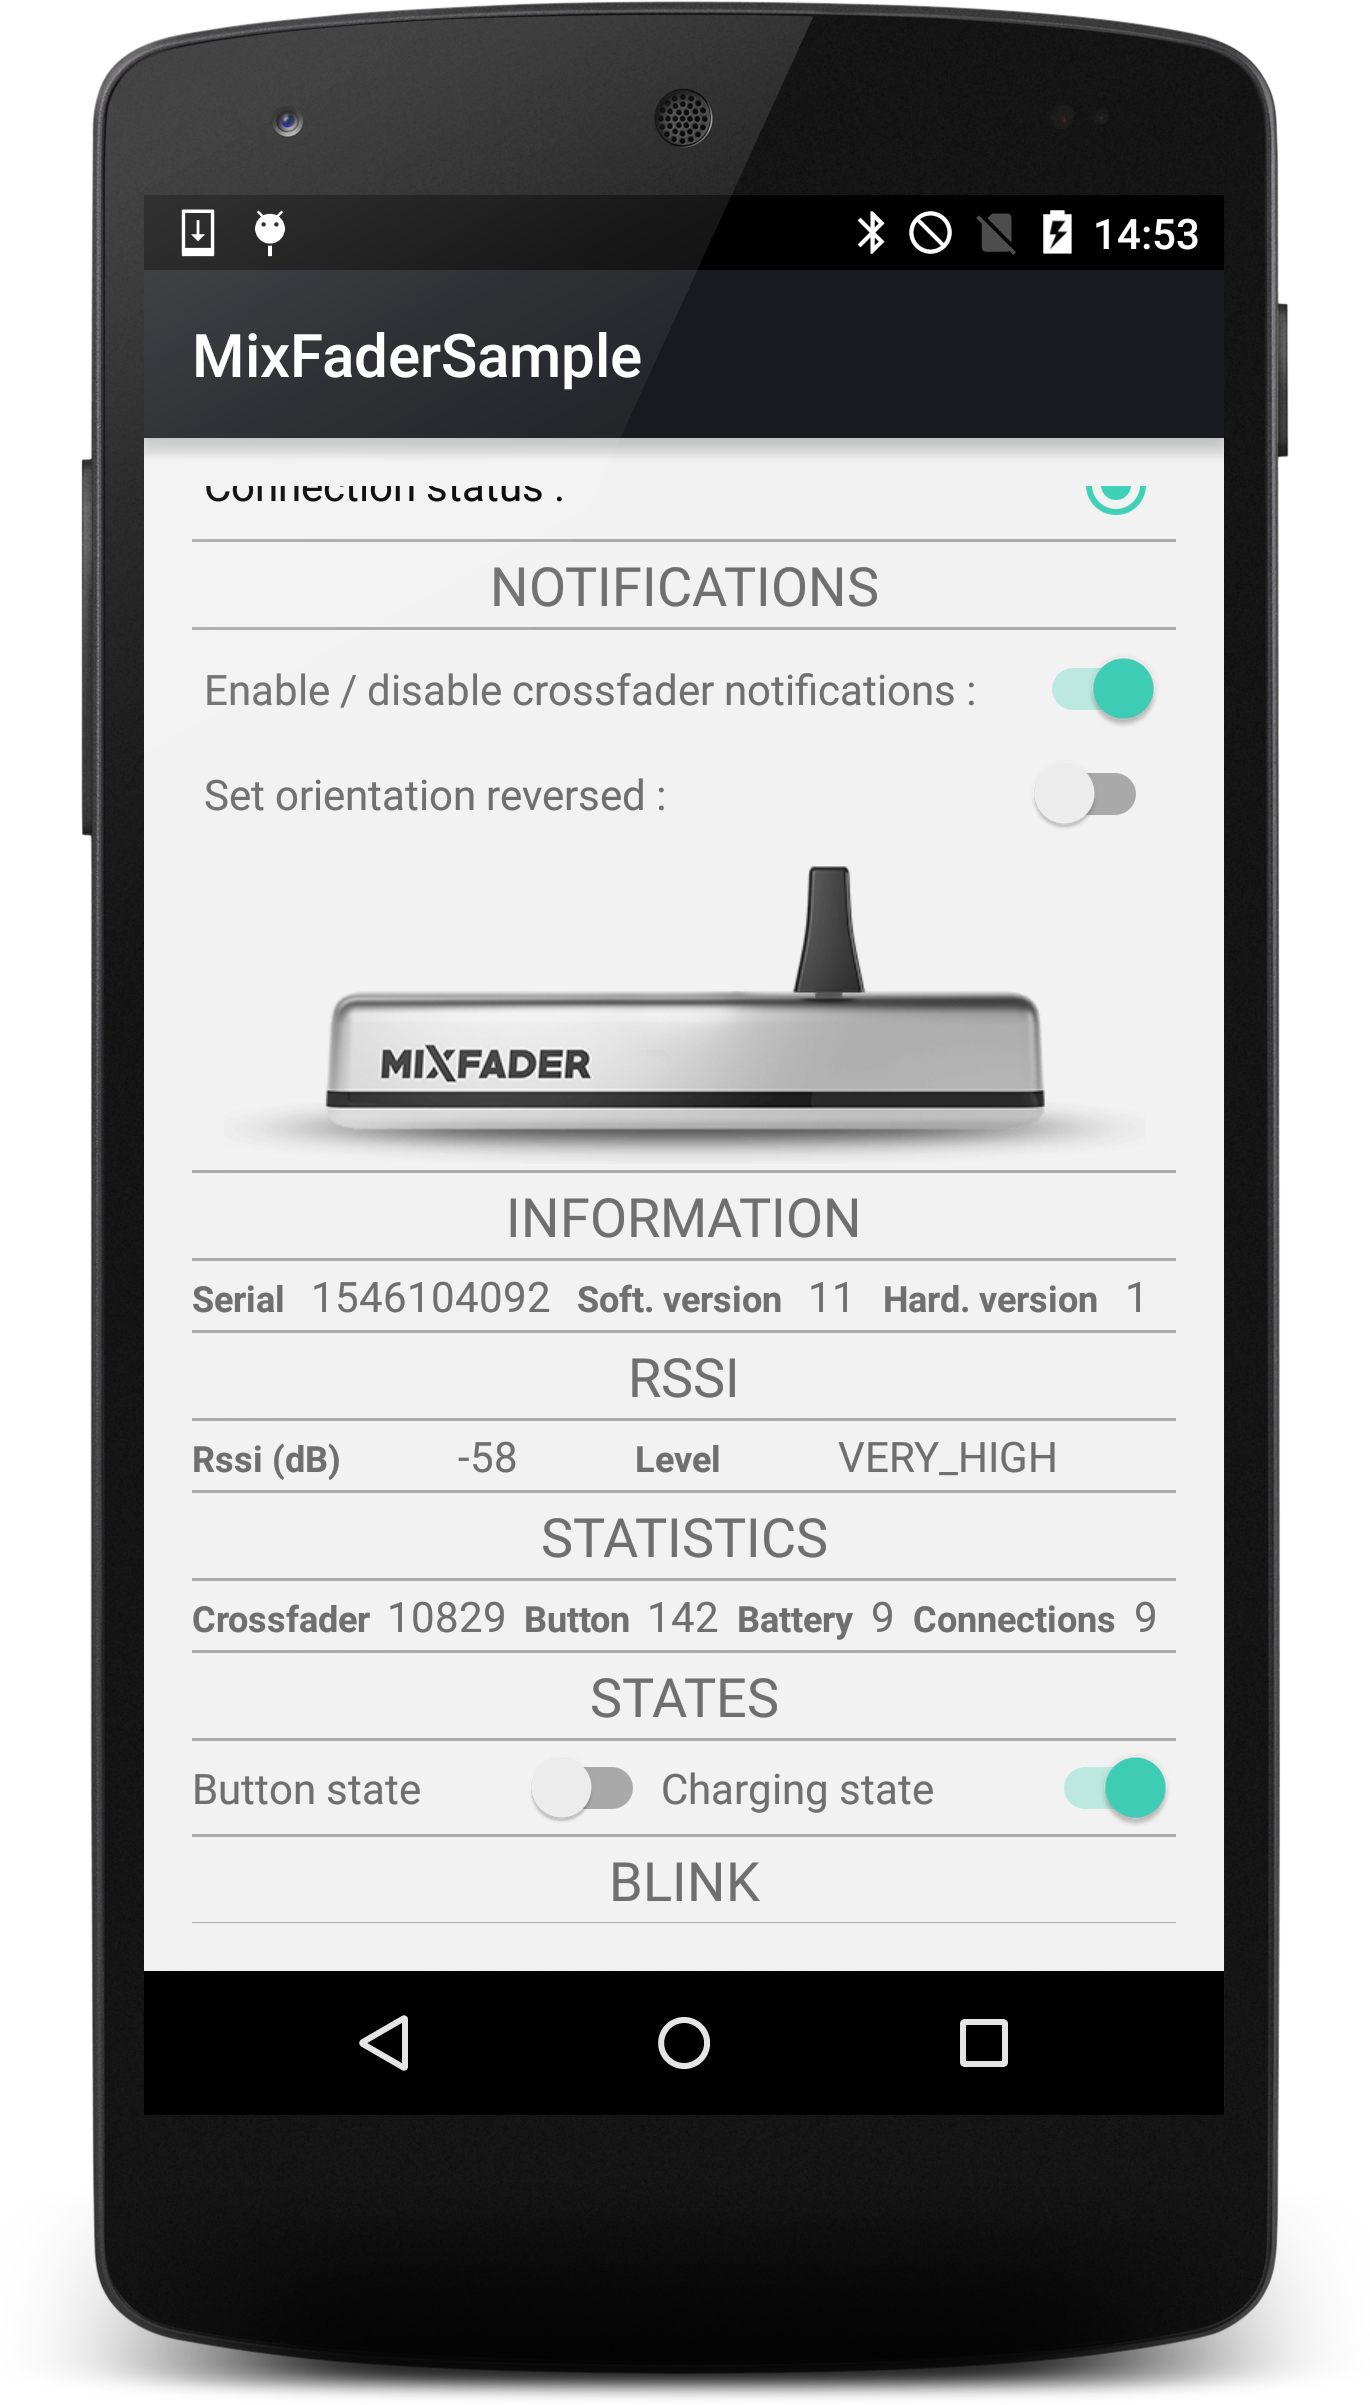 14:53
MixFaderSample
Connection status :
NOTIFICATIONS
Enable / disable crossfader notifications :
Set orientation reversed :
MIXFADER
INFORMATION
Serial 1546104092 Soft. version 11 Hard. version 1
RSSI
Rssi (dB) -58 Level VERY_HIGH
STATISTICS
Crossfader 10829 Button 142 Battery 9 Connections 9
STATES
Button state Charging state
BLINK